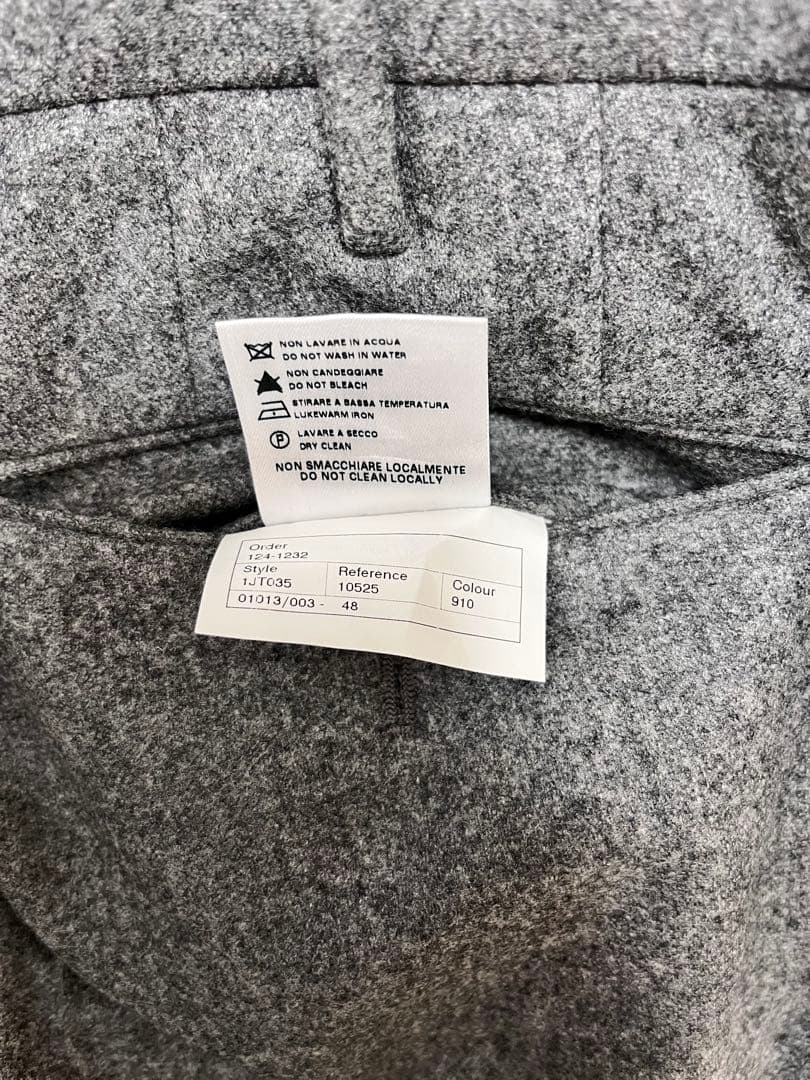 NON LAVARE IN ACQUA
DO NOT WASH IN WATER
NON CANDEGGIARE
DO NOT BLEACH
STIRARE A BASSA TEMPERATURA
LUKEWARM IRON
P
LAVARE A SECCO
DRY CLEAN
NON SMACCHIARE LOCALMENTE
DO NOT CLEAN LOCALLY
Order
124-1232
Style
1JT035
Reference
10525
Colour
910
01013/003 - 48